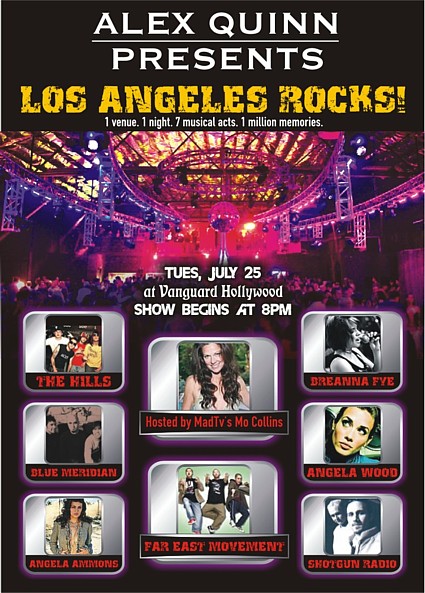 ALEX QUINN
PRESENTS
LOS ANGELES ROCKS!
1 venue. 1 night. 7 musical acts. 1 million memories.
TUES, JULY 25
at Vanguard Hollywood
SHOW BEGINS AT 8PM
THE HILLS
BREANNA FYE
Hosted by MadTv's Mo Collins
BLUE MERIDIAN
ANGELA WOOD
ANGELA AMMONS
FAR EAST MOVEMENT
SHOTGUN RADIO